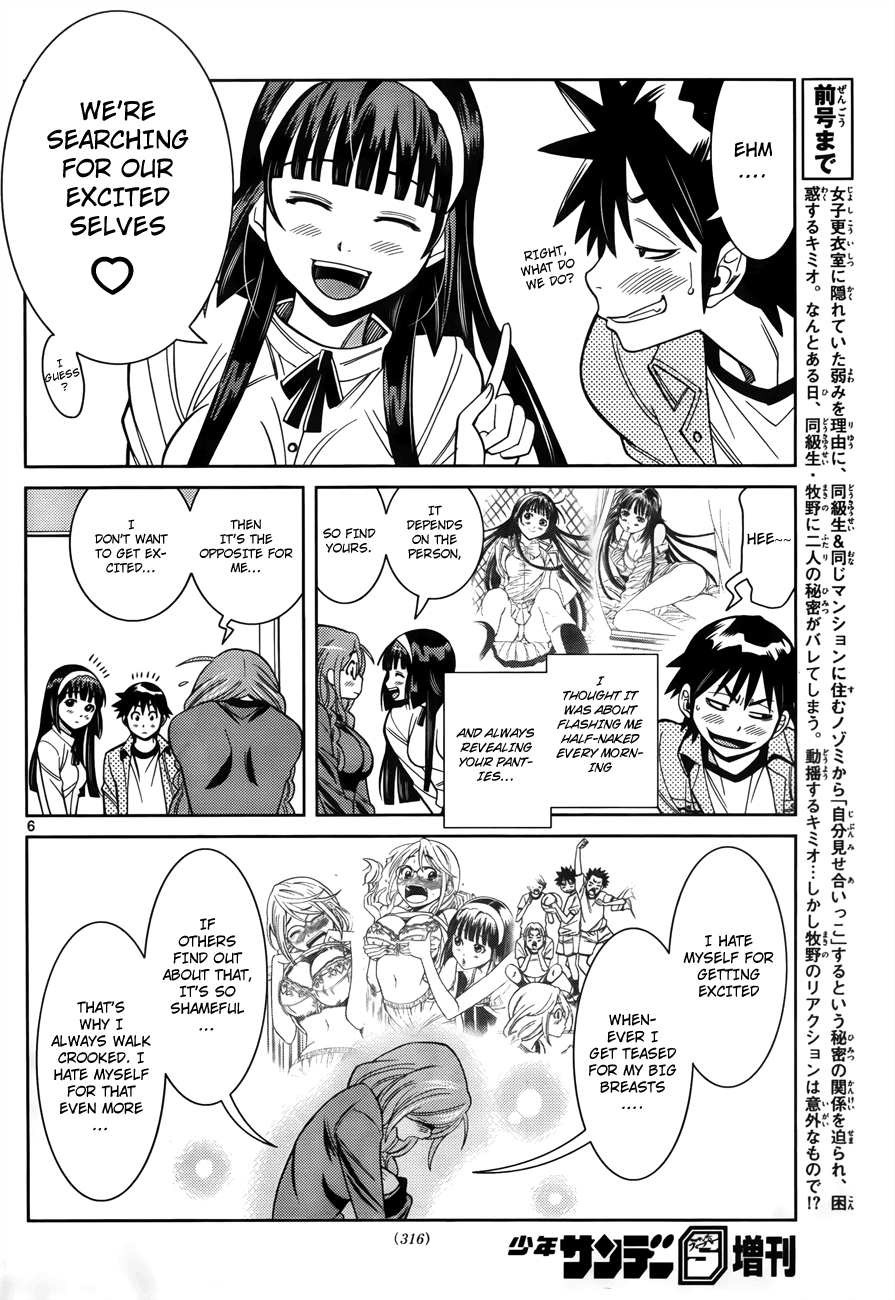 前号まで
女子更衣室に隠れていた弱みを理由に、同級生&同じマンションに住むノゾミから「自分見せ合いっこ」するという秘密の関係を迫られ、困
惑するキミオ。なんとある日、同級生・牧野に二人の秘密がバレてしまう。動揺するキミオ…しかし牧野のリアクションは意外なもので!?
EHM
....
RIGHT,
WHAT DO
WE DO?
WE'RE
SEARCHING
FOR OUR
EXCITED
SELVES
♡
I
GUESS
?
HEE~~
I
THOUGHT IT
WAS ABOUT
FLASHING ME
HALF-NAKED
EVERY MORN-
ING
AND ALWAYS
REVEALING
YOUR PANT-
IES...
IT
DEPENDS
ON THE
PERSON,
SO FIND
YOURS.
THEN
IT'S THE
OPPOSITE FOR
ME...
I
DON'T WANT
TO GET EX-
CITED...
6
I HATE
MYSELF FOR
GETTING
EXCITED
WHEN-
EVER I
GET TEASED
FOR MY BIG
BREASTS
....
IF
OTHERS
FIND OUT
ABOUT THAT,
IT'S SO
SHAMEFUL
...
THAT'S
WHY I
ALWAYS WALK
CROOKED. I
HATE MYSELF
FOR THAT
EVEN MORE
...
(316)
少年サンデー増刊